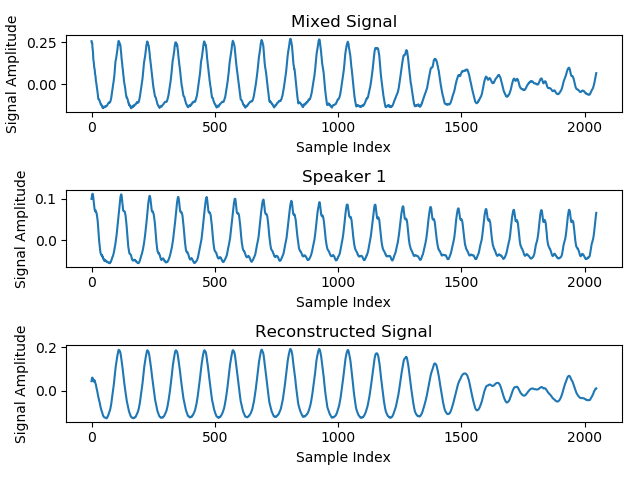 Mixed Signal
Signal Amplitude
0.25
0.00
0
500
1000
1500
2000
Sample Index
Speaker 1
Signal Amplitude
0.1
0.0
0
500
1000
1500
2000
Sample Index
Reconstructed Signal
Signal Amplitude
0.2
0.0
0
500
1000
1500
2000
Sample Index